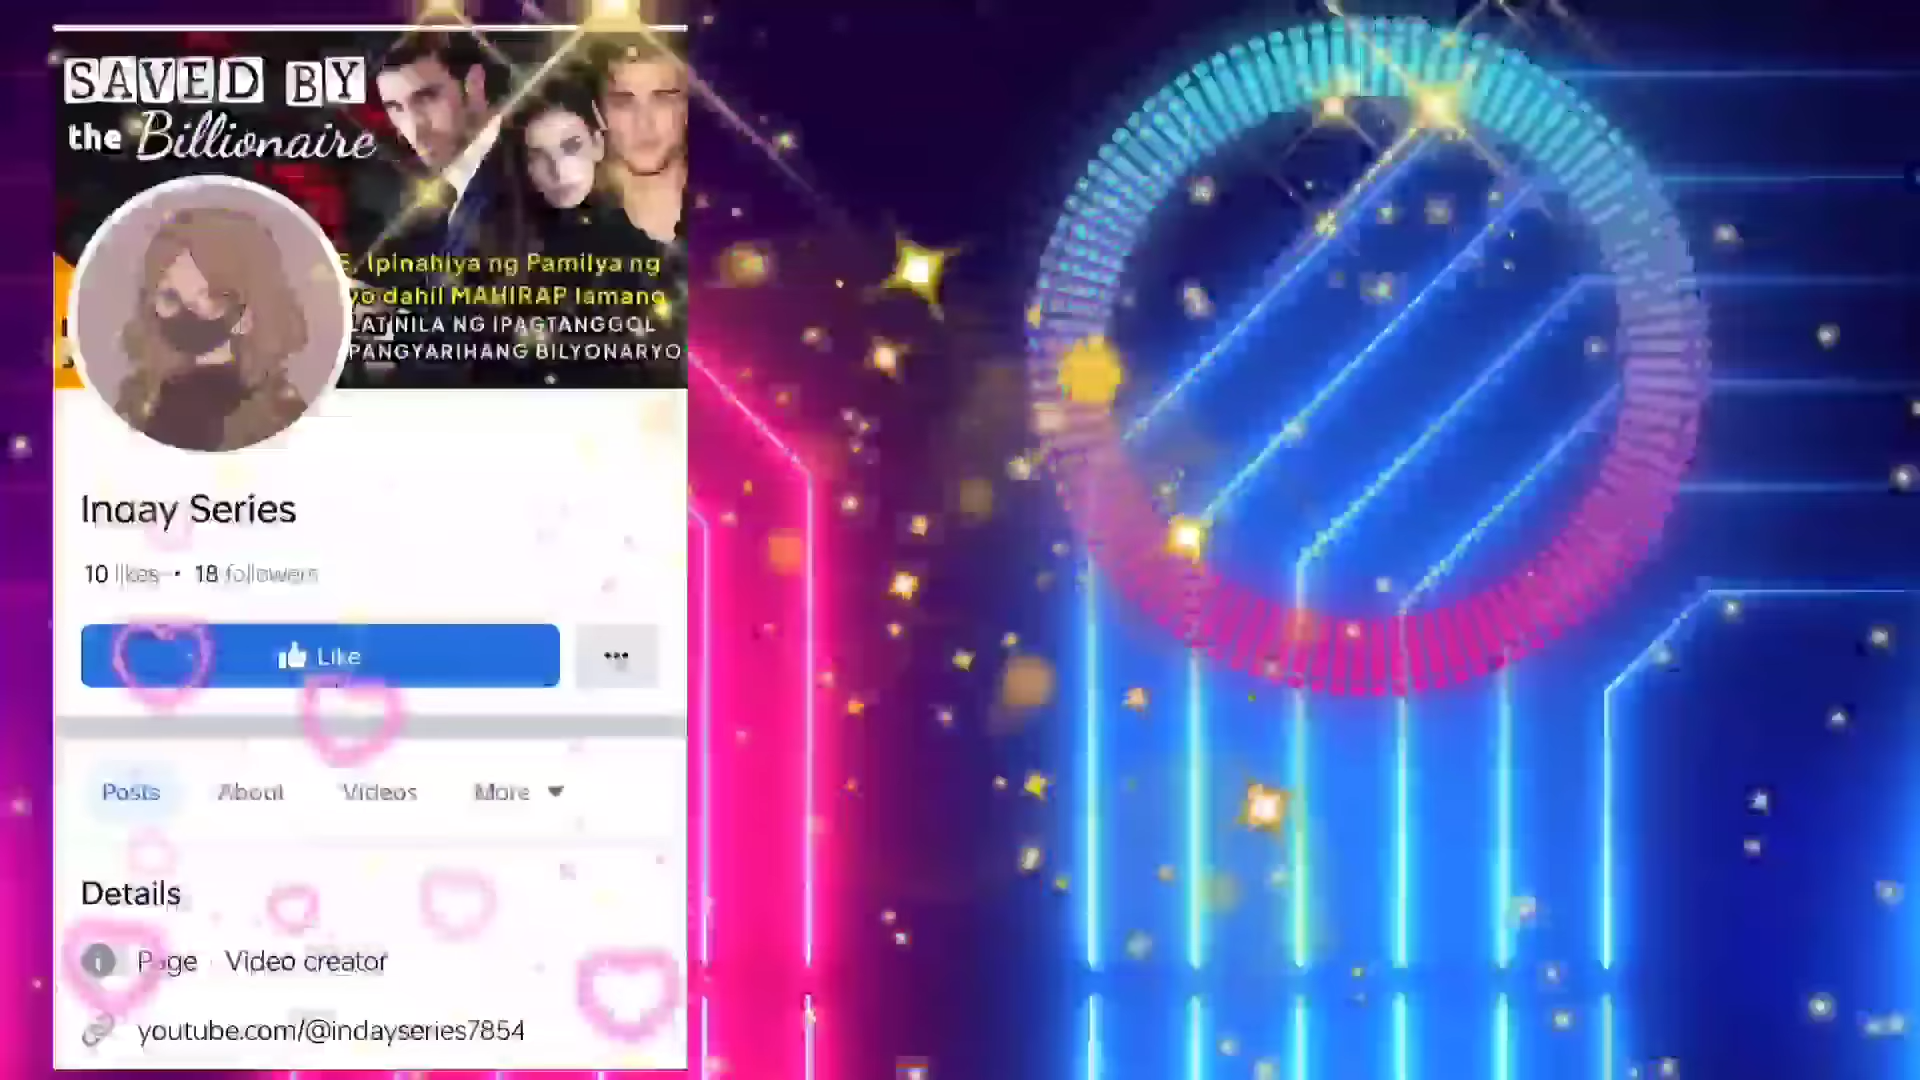 SAVED BY
the Billionaire
Ipinahiya ng Pamilya ng
yo dahil MAHIRAP lamang
NILA NG IPAGTANGGOL
PANGYARIHANG BILYONARYO
Inday Series
10 likes · 18 followers
Like
Posts About Videos More
Details
Page · Video creator
youtube.com/@indayseries7854